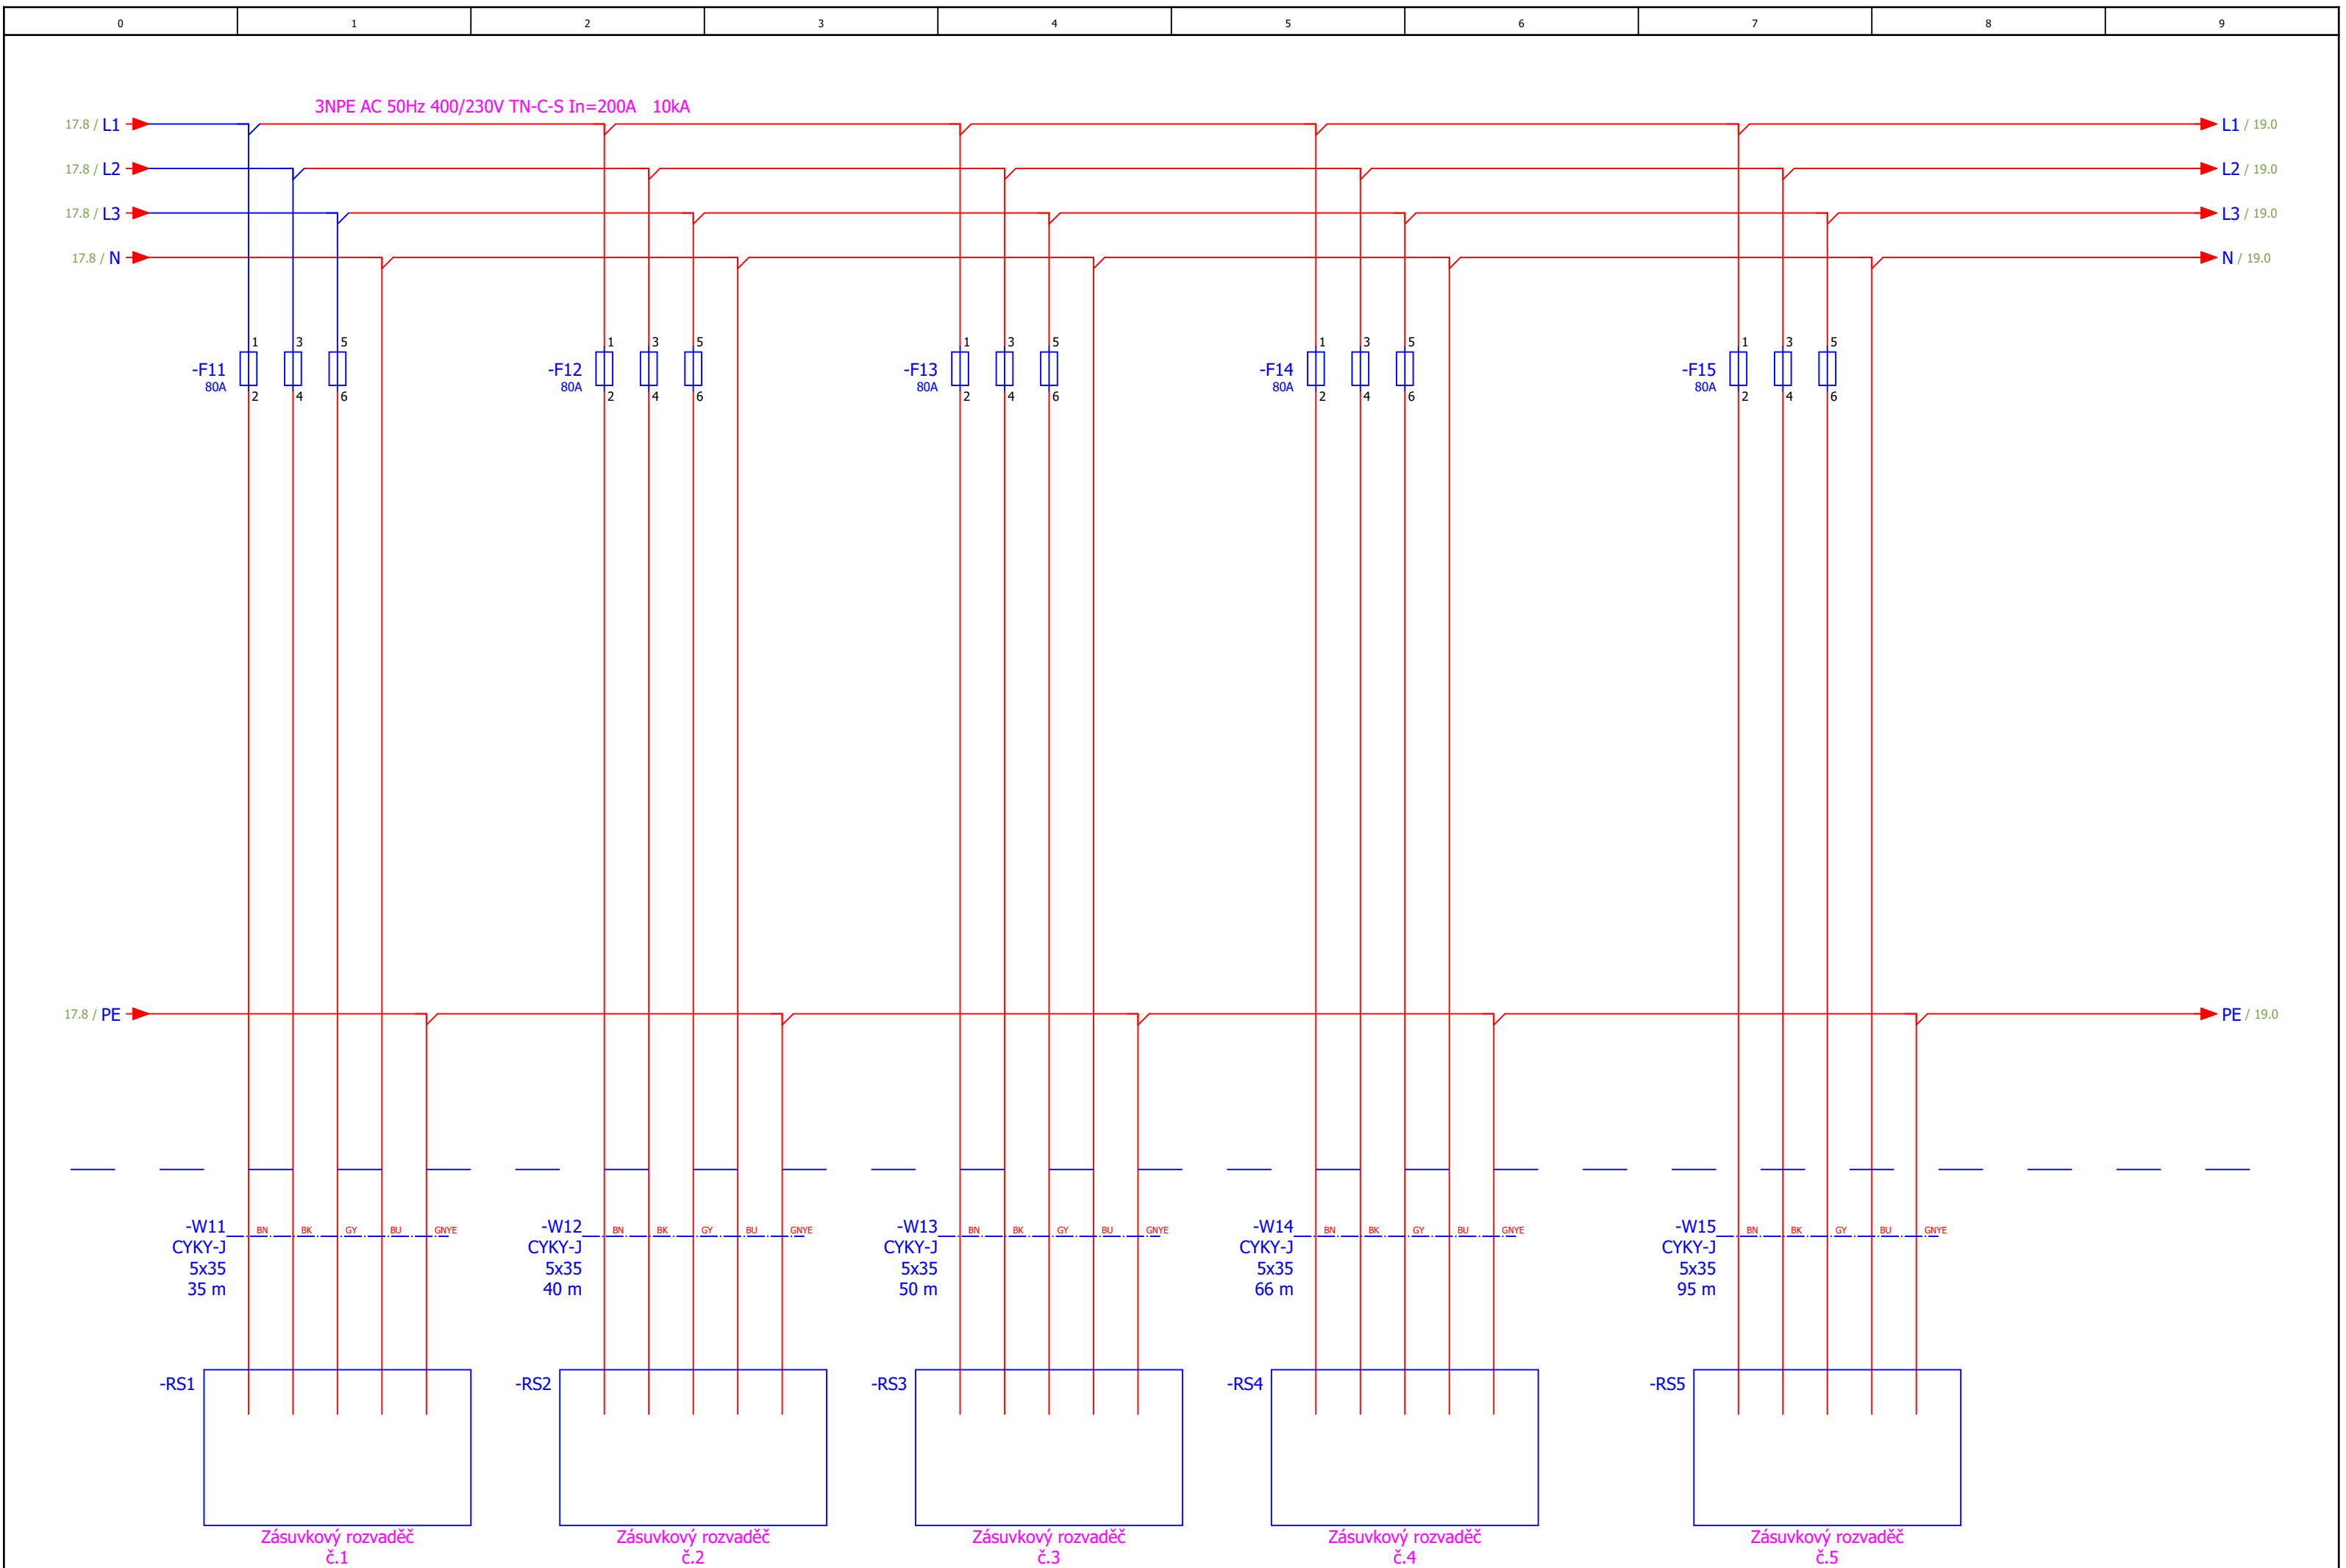 0 1 2 3 4 5 6 7 8 9
3NPE AC 50Hz 400/230V TN-C-S In=200A 10kA
17.8 / L1 L1 / 19.0
17.8 / L2 L2 / 19.0
17.8 / L3 L3 / 19.0
17.8 / N N / 19.0
1 3 5 1 3 5 1 3 5 1 3 5 1 3 5
-F11 -F12 -F13 -F14 -F15
80A 80A 80A 80A 80A
2 4 6 2 4 6 2 4 6 2 4 6 2 4 6
17.8 / PE PE / 19.0
-W11 BN BK GY BU GNYE -W12 BN BK GY BU GNYE -W13 BN BK GY BU GNYE -W14 BN BK GY BU GNYE -W15 BN BK GY BU GNYE
CYKY-J CYKY-J CYKY-J CYKY-J CYKY-J
5x35 5x35 5x35 5x35 5x35
35 m 40 m 50 m 66 m 95 m
-RS1 -RS2 -RS3 -RS4 -RS5
Zásuvkový rozvaděč Zásuvkový rozvaděč Zásuvkový rozvaděč Zásuvkový rozvaděč Zásuvkový rozvaděč
č.1 č.2 č.3 č.4 č.5